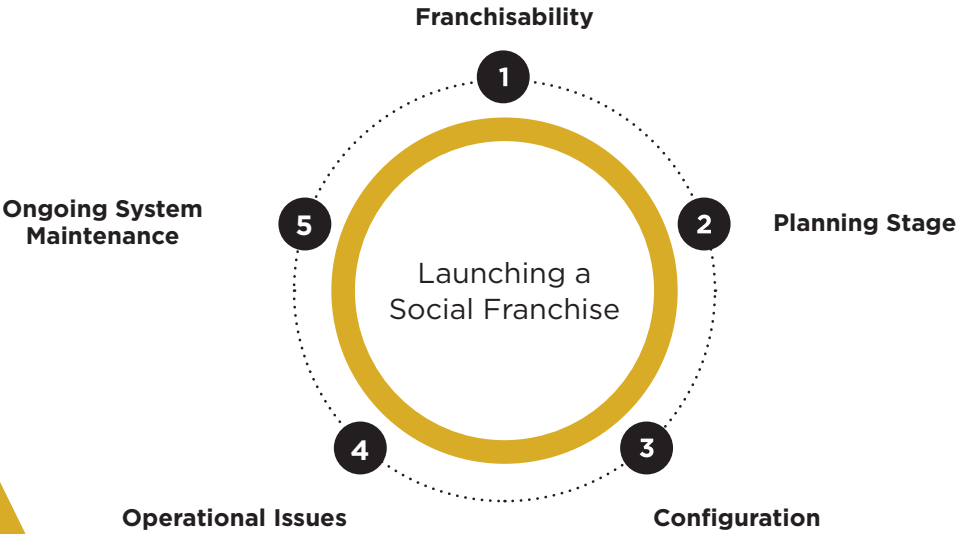 Franchisability
1
Ongoing System
Maintenance
5
2
Planning Stage
Launching a
Social Franchise
4
3
Operational Issues
Configuration